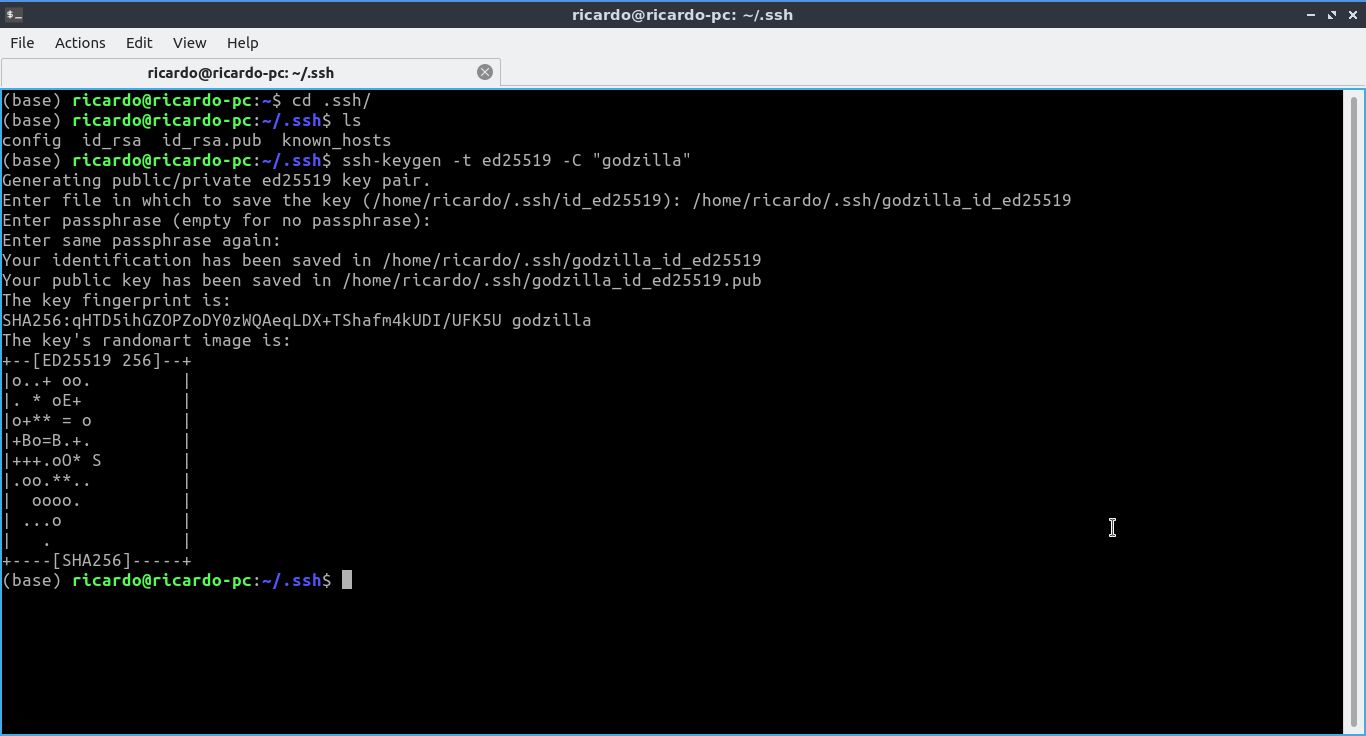 ricardo@ricardo-pc: ~/.ssh
File Actions Edit View Help
ricardo@ricardo-pc: ~/.ssh
(base) ricardo@ricardo-pc:~$ cd .ssh/
(base) ricardo@ricardo-pc:~/.ssh$ ls
config  id_rsa  id_rsa.pub  known_hosts
(base) ricardo@ricardo-pc:~/.ssh$ ssh-keygen -t ed25519 -C "godzilla"
Generating public/private ed25519 key pair.
Enter file in which to save the key (/home/ricardo/.ssh/id_ed25519): /home/ricardo/.ssh/godzilla_id_ed25519
Enter passphrase (empty for no passphrase):
Enter same passphrase again:
Your identification has been saved in /home/ricardo/.ssh/godzilla_id_ed25519
Your public key has been saved in /home/ricardo/.ssh/godzilla_id_ed25519.pub
The key fingerprint is:
SHA256:qHTD5ihGZOPZoDY0zWQAeqLDX+TShafm4kUDI/UFK5U godzilla
The key's randomart image is:
+--[ED25519 256]--+
|o..+ oo.         |
|. * oE+          |
|o+** = o         |
|+Bo=B.+.         |
|+++.oO* S        |
|.oo.**..         |
|  oooo.          |
| ...o            |
|   .             |
+----[SHA256]-----+
(base) ricardo@ricardo-pc:~/.ssh$